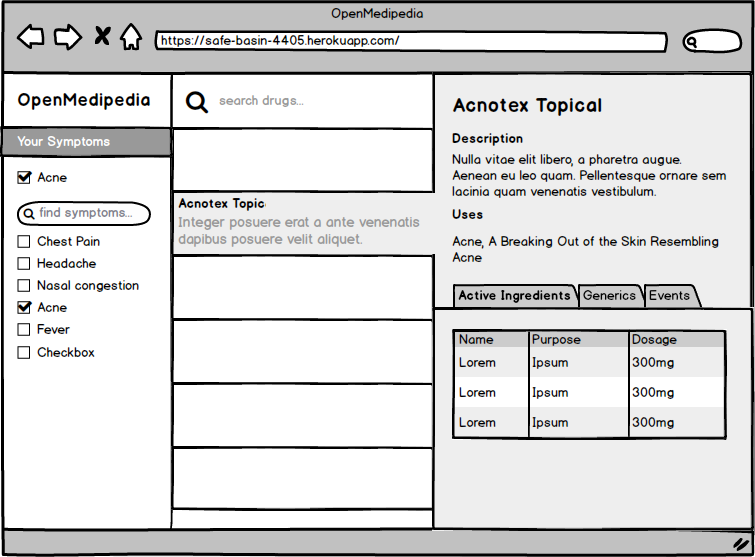 OpenMedipedia
https://safe-basin-4405.herokuapp.com/
OpenMedipedia
Your Symptoms
Acne
find symptoms...
Chest Pain
Headache
Nasal congestion
Acne
Fever
Checkbox
search drugs...
Acnotex Topic
Integer posuere erat a ante venenatis
dapibus posuere velit aliquet.
Acnotex Topical
Description
Nulla vitae elit libero, a pharetra augue.
Aenean eu leo quam. Pellentesque ornare sem
lacinia quam venenatis vestibulum.
Uses
Acne, A Breaking Out of the Skin Resembling
Acne
Active Ingredients Generics Events
Name Purpose Dosage
Lorem Ipsum 300mg
Lorem Ipsum 300mg
Lorem Ipsum 300mg